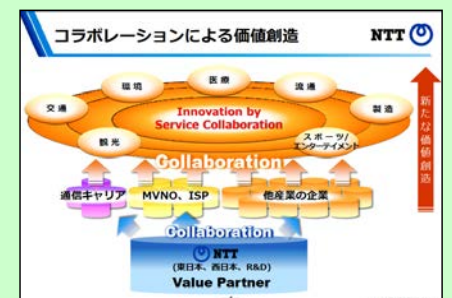 コラボレーションによる価値創造
NTT
医療
環境
流通
交通
製造
Innovation by
Service Collaboration
観光
スポーツ/
エンターテイメント
Collaboration
新たな価値創造
通信キャリア
MVNO、ISP
他産業の企業
Collaboration
NTT
(東日本、西日本、R&D)
Value Partner